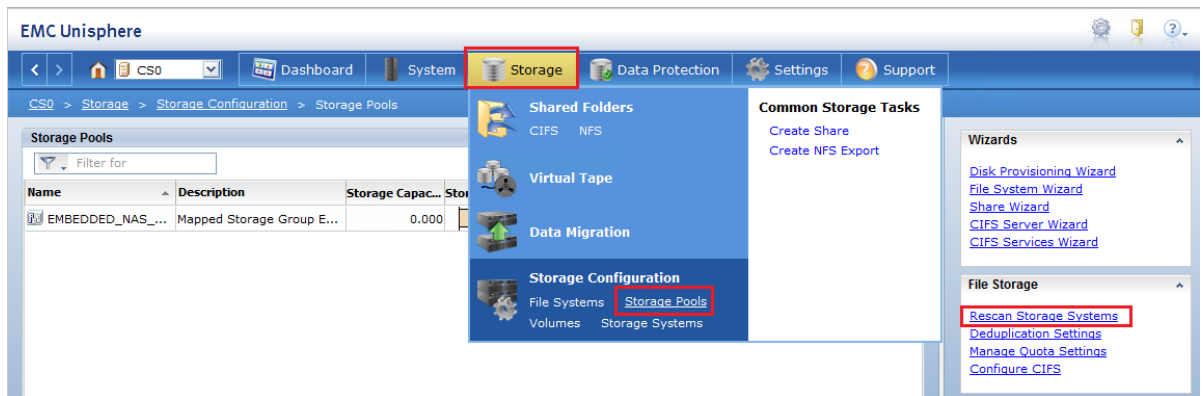 EMC Unisphere
CS0 Dashboard System Storage Data Protection Settings Support
CS0 > Storage > Storage Configuration > Storage Pools
Storage Pools
Filter for
Name Description Storage Capac... Stor
EMBEDDED_NAS_... Mapped Storage Group E... 0.000
Shared Folders
CIFS NFS
Virtual Tape
Data Migration
Storage Configuration
File Systems Storage Pools
Volumes Storage Systems
Common Storage Tasks
Create Share
Create NFS Export
Wizards
Disk Provisioning Wizard
File System Wizard
Share Wizard
CIFS Server Wizard
CIFS Services Wizard
File Storage
Rescan Storage Systems
Deduplication Settings
Manage Quota Settings
Configure CIFS